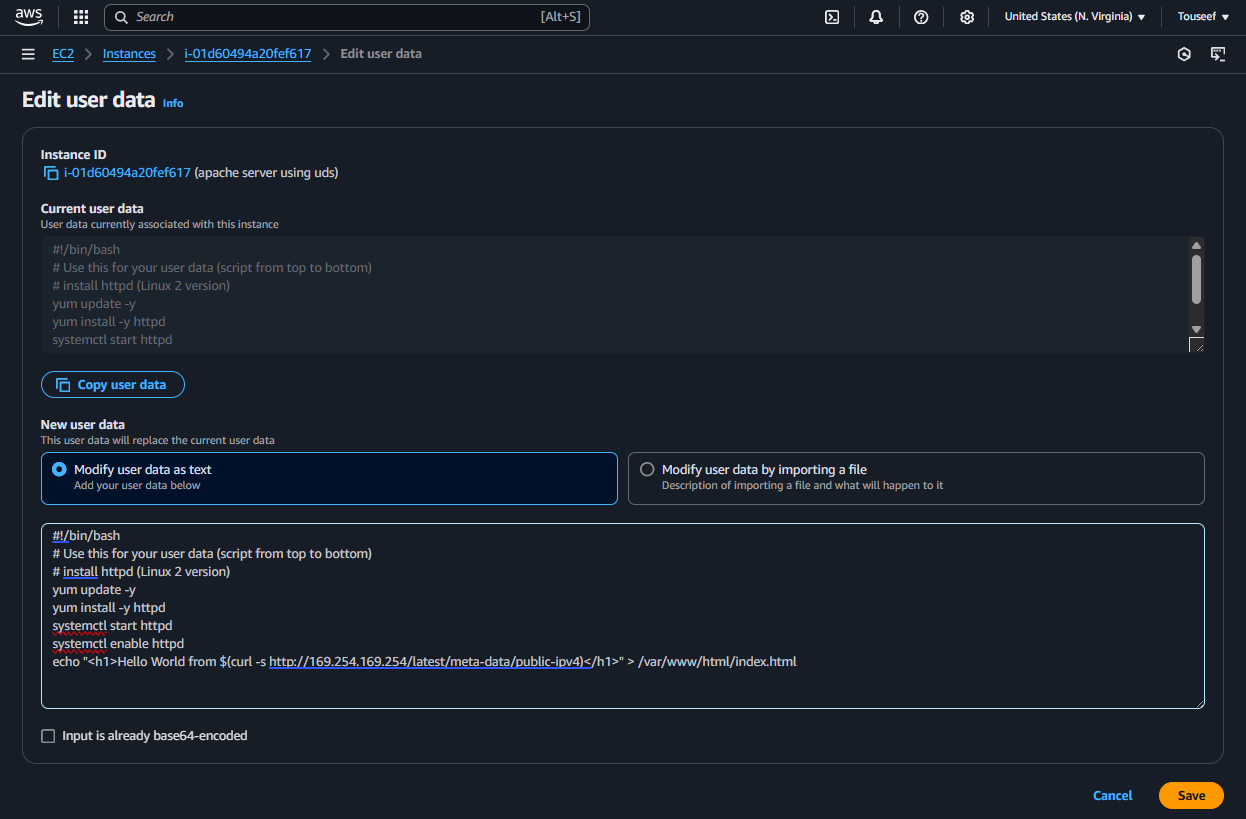 aws
Search
[Alt+S]
United States (N. Virginia)
Touseef
EC2
Instances
i-01d60494a20fef617
Edit user data
Edit user data Info
Instance ID
i-01d60494a20fef617 (apache server using uds)
Current user data
User data currently associated with this instance
#!/bin/bash
# Use this for your user data (script from top to bottom)
# install httpd (Linux 2 version)
yum update -y
yum install -y httpd
systemctl start httpd
Copy user data
New user data
This user data will replace the current user data
Modify user data as text
Add your user data below
Modify user data by importing a file
Description of importing a file and what will happen to it
#!/bin/bash
# Use this for your user data (script from top to bottom)
# install httpd (Linux 2 version)
yum update -y
yum install -y httpd
systemctl start httpd
systemctl enable httpd
echo "<h1>Hello World from $(curl -s http://169.254.169.254/latest/meta-data/public-ipv4)</h1>" > /var/www/html/index.html
Input is already base64-encoded
Cancel
Save